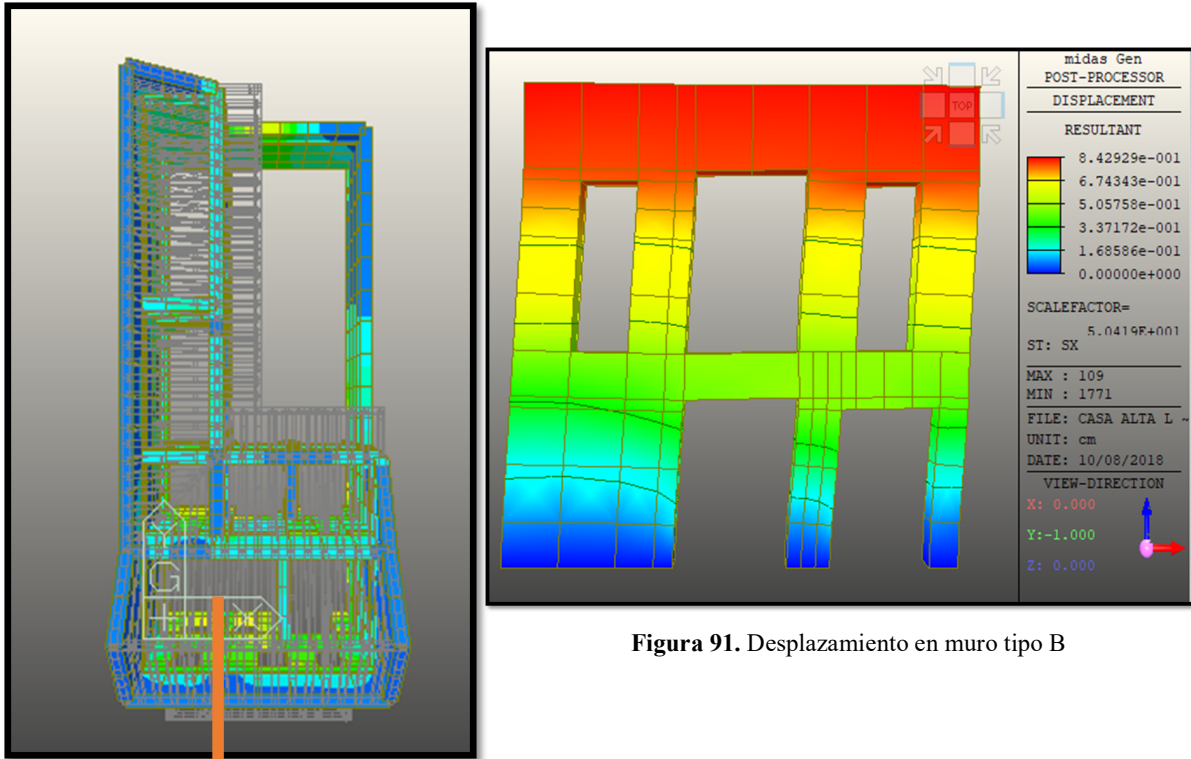 Y
G
+ X
TOP
midas Gen
POST-PROCESSOR
DISPLACEMENT
RESULTANT
8.42929e-001
6.74343e-001
5.05758e-001
3.37172e-001
1.68586e-001
0.00000e+000
SCALEFACTOR=
5.0419E+001
ST: SX
MAX : 109
MIN : 1771
FILE: CASA ALTA L ~
UNIT: cm
DATE: 10/08/2018
VIEW-DIRECTION
X: 0.000
Y:-1.000
Z: 0.000
Figura 91. Desplazamiento en muro tipo B